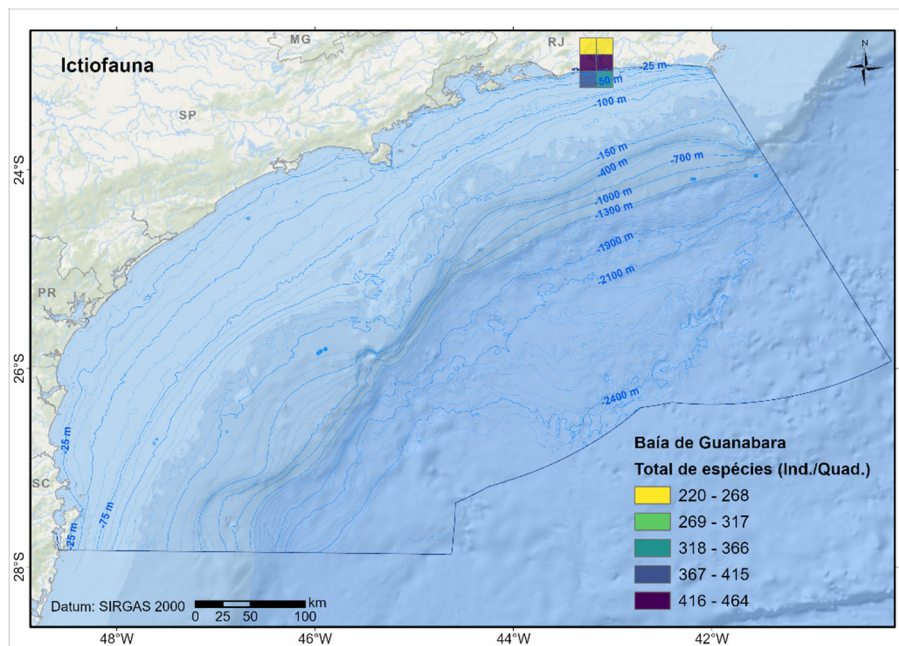 MG
RJ
N
Ictiofauna
-25 m
-50 m
-100 m
SP
-150 m
-400 m
-700 m
24°S
-1000 m
-1300 m
-1900 m
-2100 m
PR
26°S
-2400 m
-25 m
Baía de Guanabara
Total de espécies (Ind./Quad.)
SC
220 - 268
-75 m
269 - 317
-25 m
318 - 366
28°S
367 - 415
Datum: SIRGAS 2000
km
416 - 464
0 25 50 100
48°W
46°W
44°W
42°W